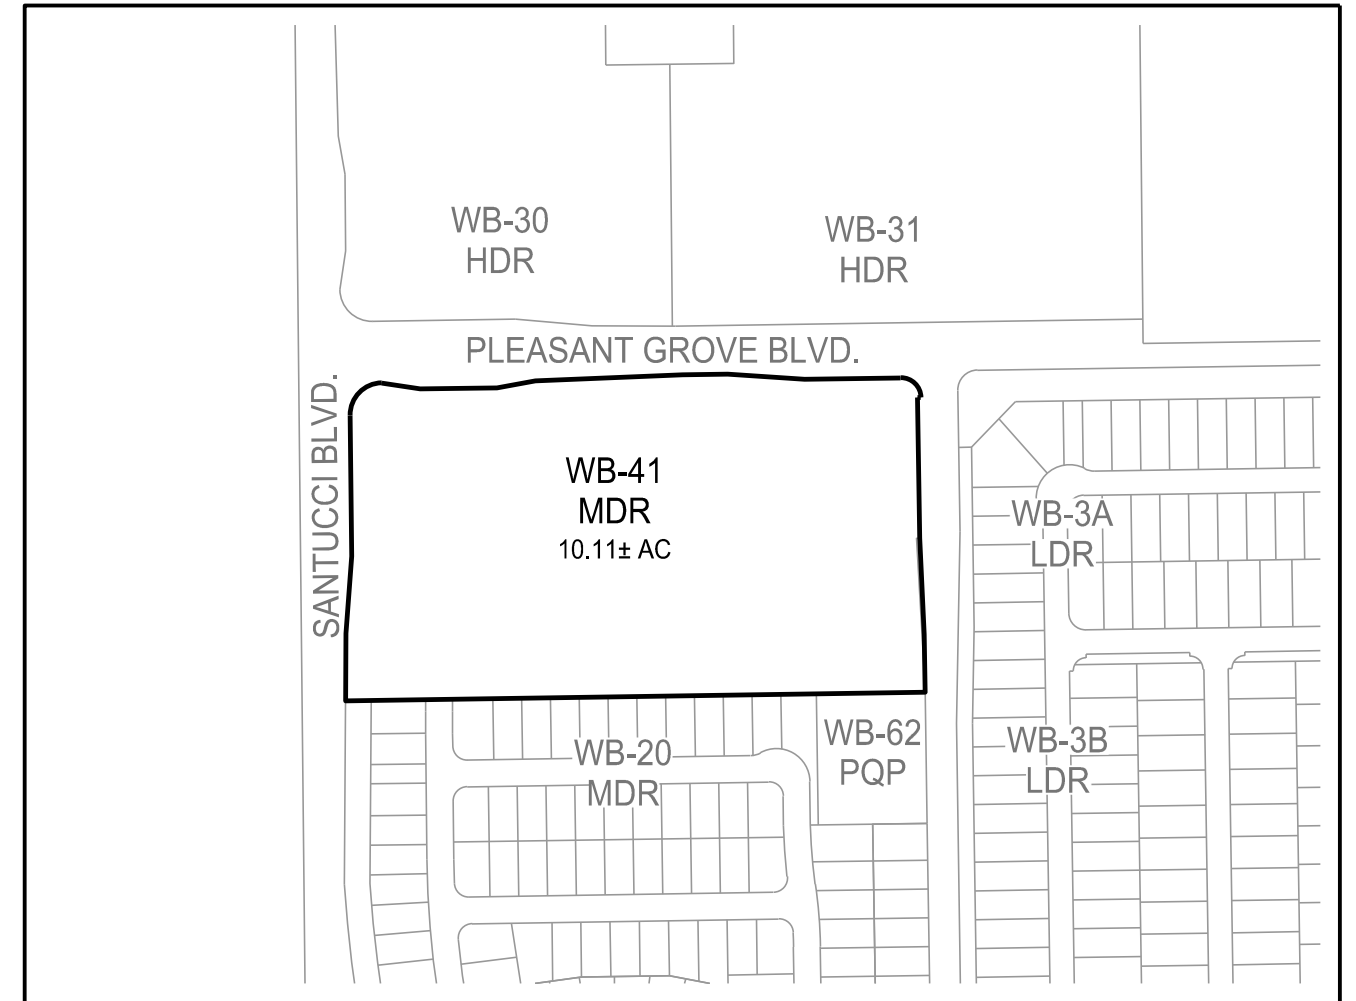 WB-30
HDR
WB-31
HDR
PLEASANT GROVE BLVD.
SANTUCCI BLVD.
WB-41
MDR
10.11± AC
WB-3A
LDR
WB-20
MDR
WB-62
PQP
WB-3B
LDR